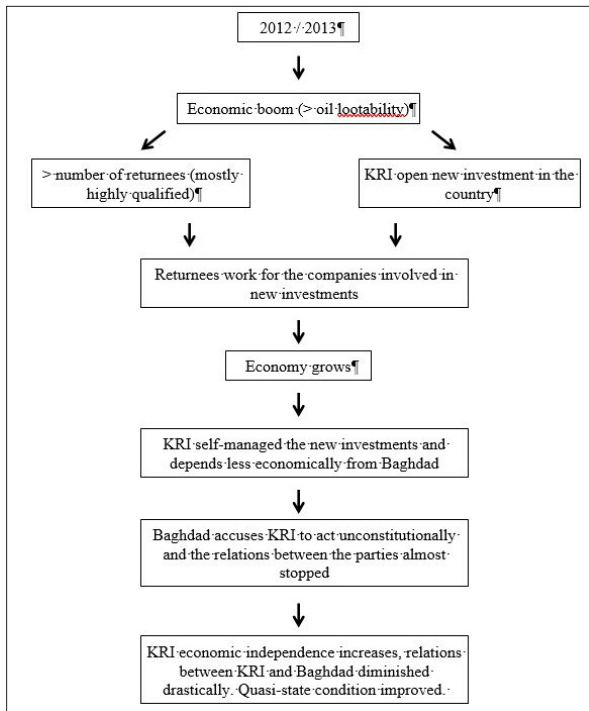 2012 / 2013¶
Economic boom (> oil lootability)¶
> number of returnees (mostly
highly qualified)¶
KRI open new investment in the
country¶
Returnees work for the companies involved in
new investments
Economy grows¶
KRI self-managed the new investments and
depends less economically from Baghdad
Baghdad accuses KRI to act unconstitutionally
and the relations between the parties almost
stopped
KRI economic independence increases, relations
between KRI and Baghdad diminished
drastically. Quasi-state condition improved.